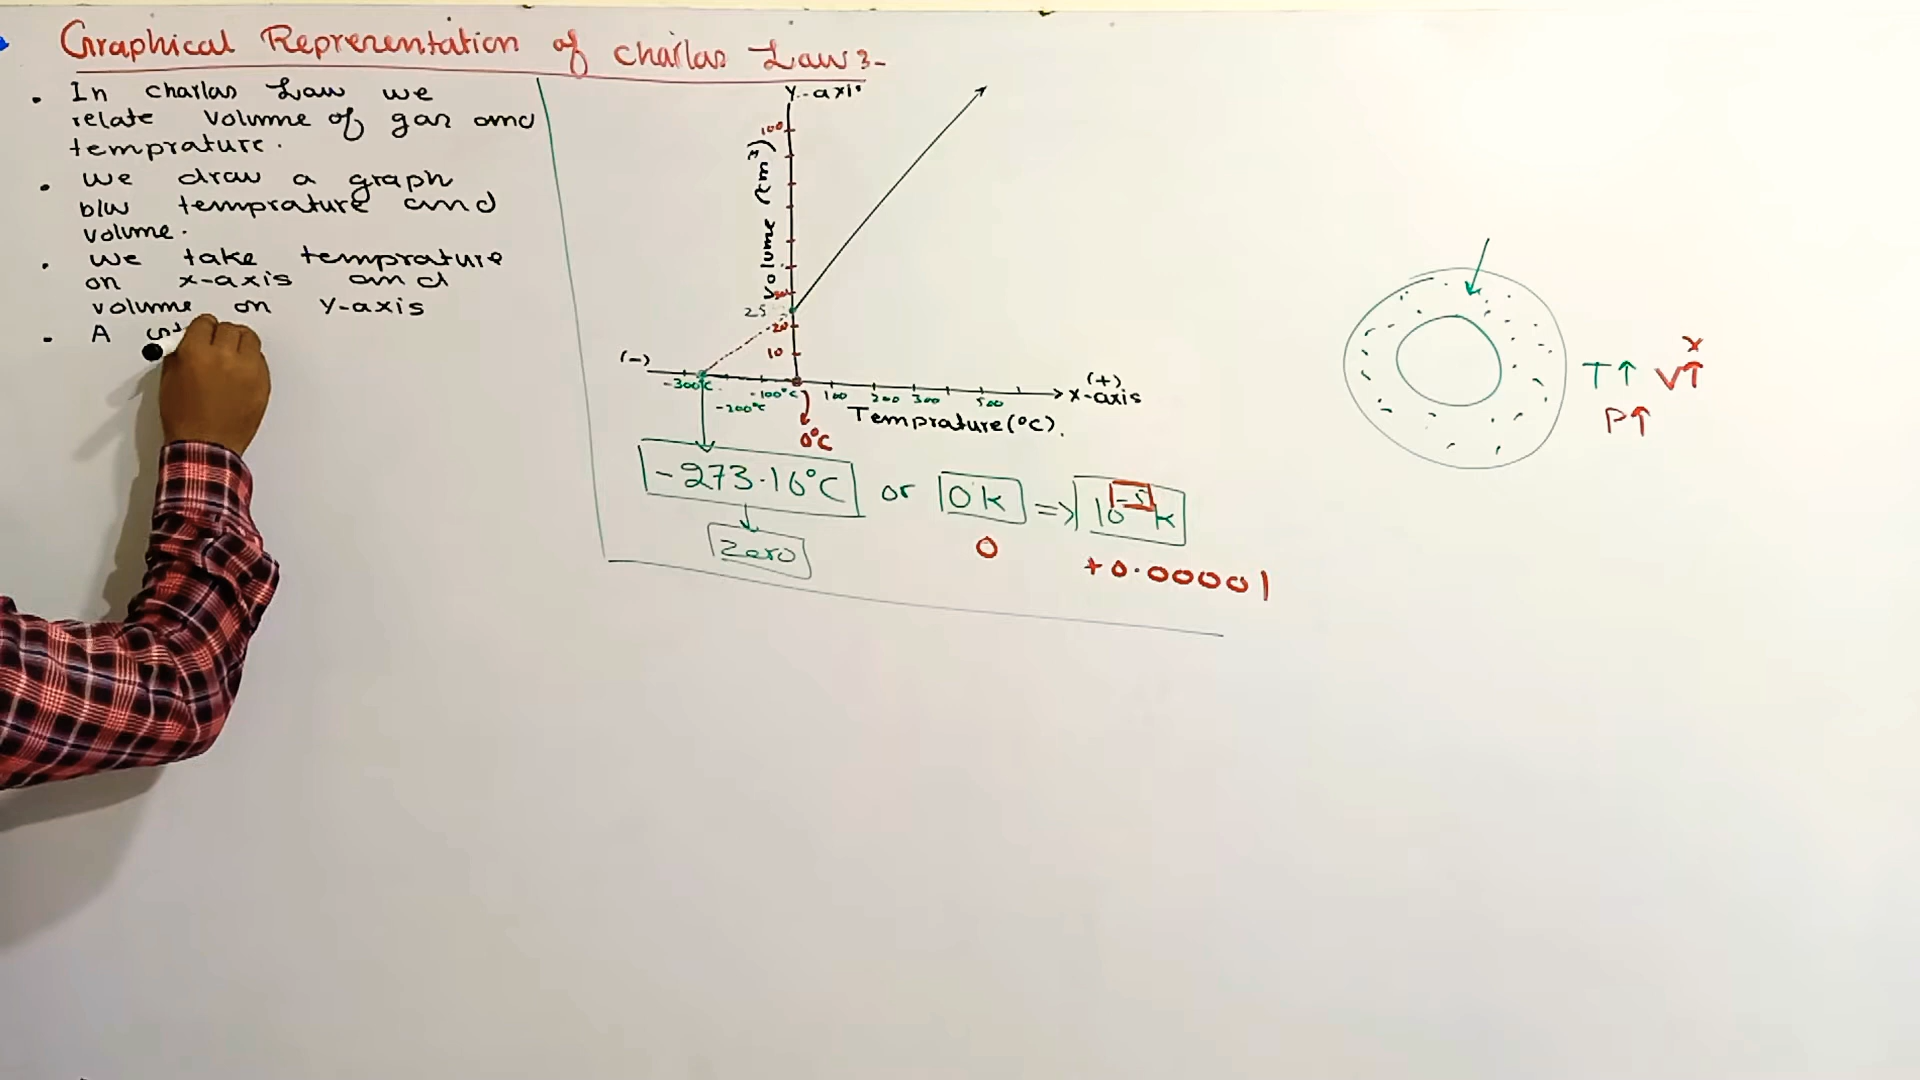 Graphical Reprerentation of Charlas Law:-
. In charlas Law we
relate volume of gas and
temprature.
. We draw a graph
b/w temprature and
volume.
. We take temprature
on x-axis and
volume on Y-axis
. A
Y-axis
100
Volume
25
20
10
(-)
-300°C
-200°C
-100°C
100
200
300
500
(+)
x-axis
Temprature(°C).
0°C
-273.16°C or 0k => 10^-5 k
Zero
0
+0.00001
T↑ V↑
x
P↑